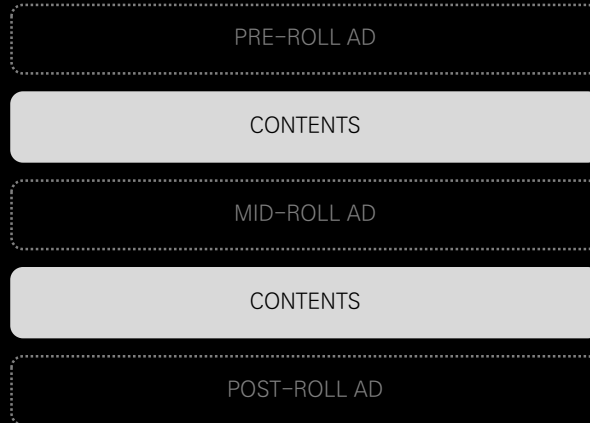 PRE-ROLL AD
CONTENTS
MID-ROLL AD
CONTENTS
POST-ROLL AD